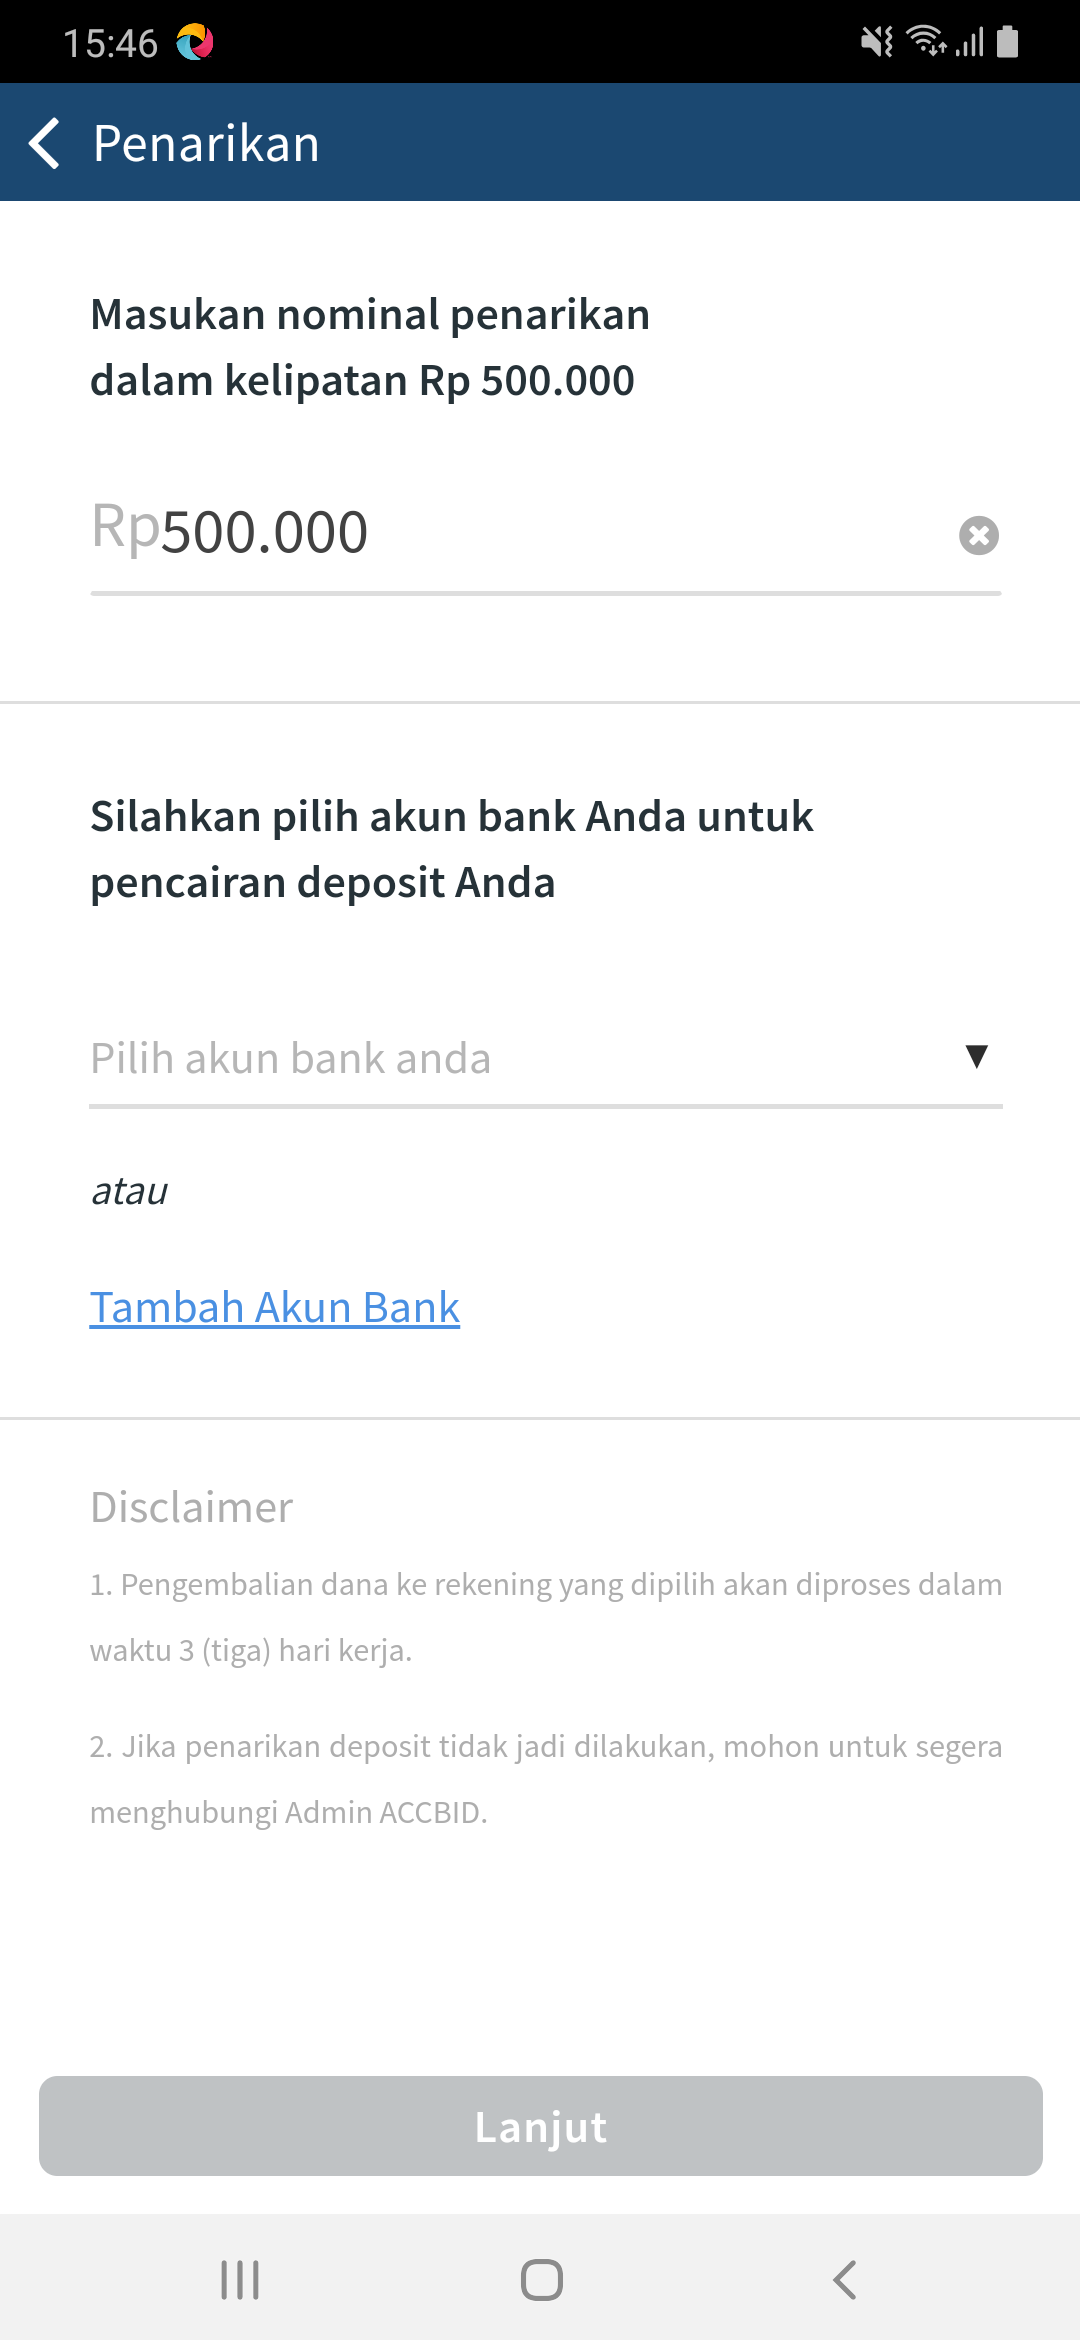 15:46
Penarikan
Masukan nominal penarikan
dalam kelipatan Rp 500.000
Rp500.000
Silahkan pilih akun bank Anda untuk
pencairan deposit Anda
Pilih akun bank anda
atau
Tambah Akun Bank
Disclaimer
1. Pengembalian dana ke rekening yang dipilih akan diproses dalam
waktu 3 (tiga) hari kerja.
2. Jika penarikan deposit tidak jadi dilakukan, mohon untuk segera
menghubungi Admin ACCBID.
Lanjut